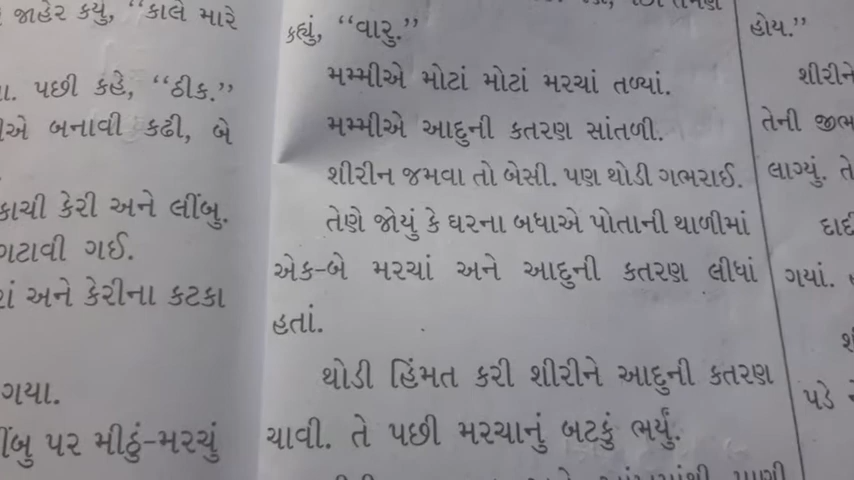 જાહેર કર્યું, “કાલે મારે
પછી કહે, “ઠીક.”
બનાવી કઢી, બે
કાચી કેરી અને લીંબુ.
ગટાવી ગઈ.
અને કેરીના કટકા
ગયા.
પર મીઠું-મરચું
કહ્યું, “વારુ.”
મમ્મીએ મોટાં મોટાં મરચાં તળ્યાં.
મમ્મીએ આદુની કતરણ સાંતળી.
શીરીન જમવા તો બેસી. પણ થોડી ગભરાઈ.
તેણે જોયું કે ઘરના બધાએ પોતાની થાળીમાં
એક-બે મરચાં અને આદુની કતરણ લીધાં
હતાં.
થોડી હિંમત કરી શીરીને આદુની કતરણ
ચાવી. તે પછી મરચાનું બટકું ભર્યું.
હોય.”
શીરીને
તેની જીભ
લાગ્યું. તે
ગયાં.
પડે